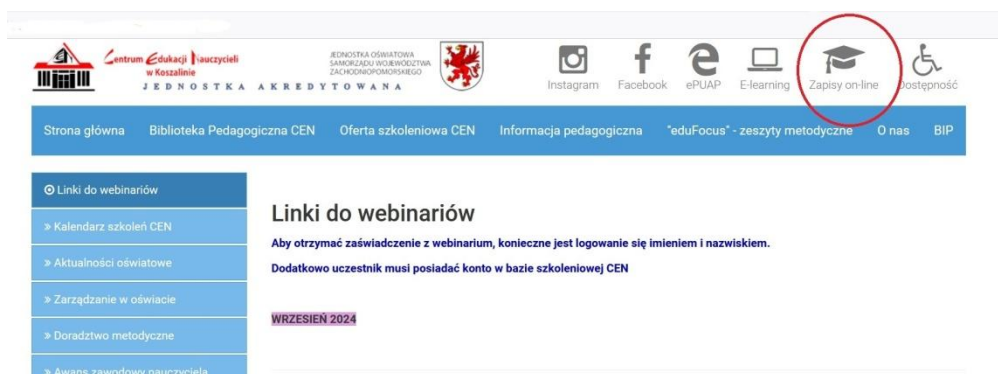 Centrum Edukacji Nauczycieli
w Koszalinie
JEDNOSTKA AKREDYTOWANA
JEDNOSTKA OŚWIATOWA
SAMORZĄDU WOJEWÓDZTWA
ZACHODNIOPOMORSKIEGO
Instagram Facebook ePUAP E-learning Zapisy on-line Dostępność
Strona główna Biblioteka Pedagogiczna CEN Oferta szkoleniowa CEN Informacja pedagogiczna "eduFocus" - zeszyty metodyczne O nas BIP
Linki do webinariów
» Kalendarz szkoleń CEN
» Aktualności oświatowe
» Zarządzanie w oświacie
» Doradztwo metodyczne
» Awans zawodowy nauczyciela
Linki do webinariów
Aby otrzymać zaświadczenie z webinarium, konieczne jest logowanie się imieniem i nazwiskiem.
Dodatkowo uczestnik musi posiadać konto w bazie szkoleniowej CEN
WRZESIEŃ 2024